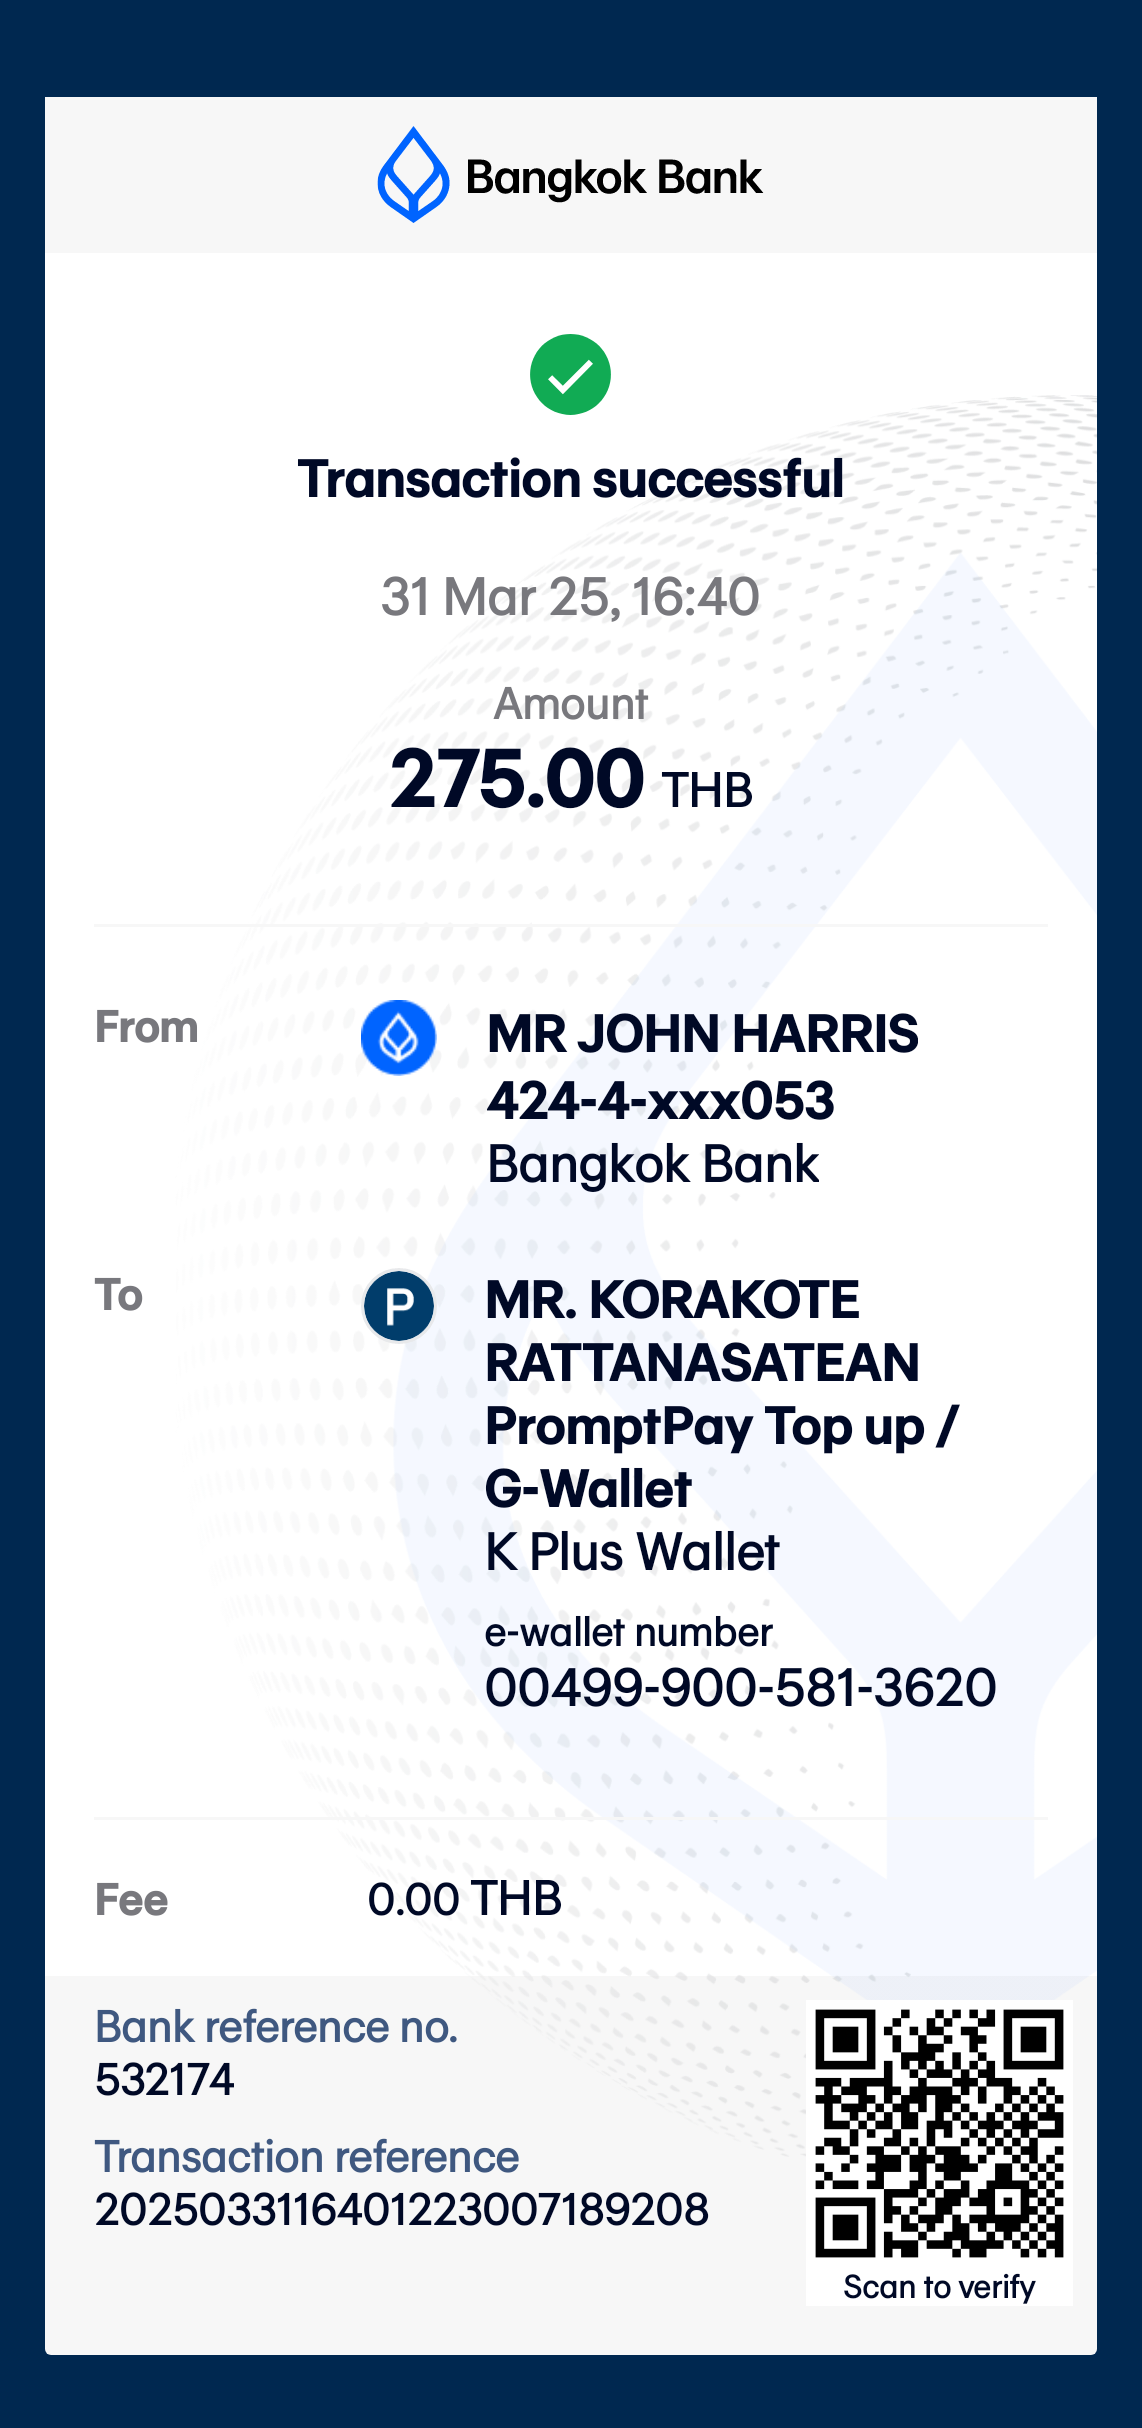 Bangkok Bank
Transaction successful
31 Mar 25, 16:40
Amount
275.00 THB
From
MR JOHN HARRIS
424-4-xxx053
Bangkok Bank
To
P
MR. KORAKOTE
RATTANASATEAN
PromptPay Top up /
G-Wallet
K Plus Wallet
e-wallet number
00499-900-581-3620
Fee
0.00 THB
Bank reference no.
532174
Transaction reference
2025033116401223007189208
Scan to verify